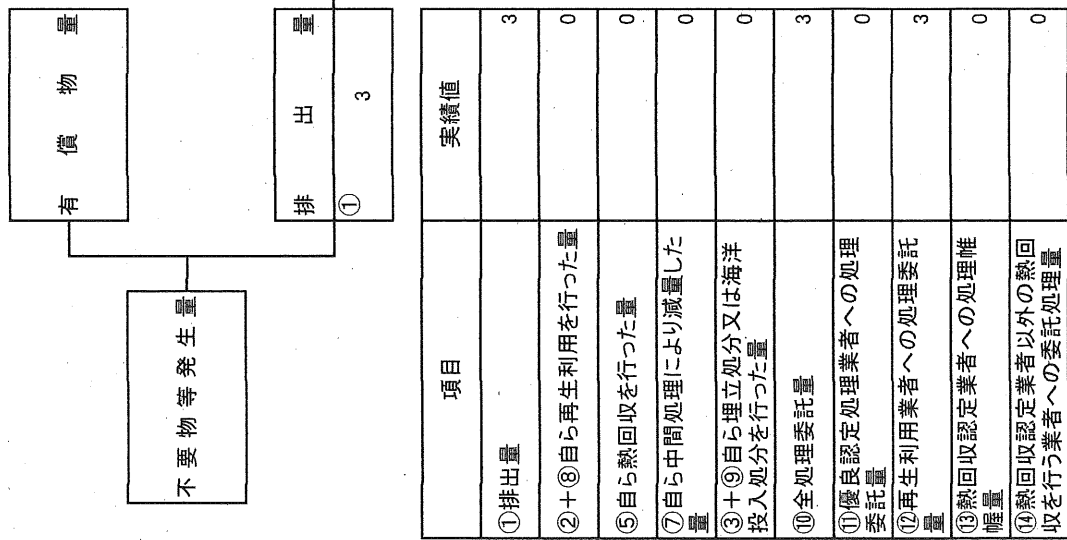 有償物量
不要物等発生量
排出量
①
3
項目 実績値
①排出量 3
②+⑧自ら再生利用を行った量 0
⑤自ら熱回収を行った量 0
⑦自ら中間処理により減量した
量 0
③+⑨自ら埋立処分又は海洋
投入処分を行った量 0
⑩全処理委託量 3
⑪優良認定処理業者への処理
委託量 0
⑫再生利用業者への処理委託
量 3
⑬熱回収認定業者への処理帷
幄量 0
⑭熱回収認定業者以外の熱回
収を行う業者への委託処理量 0